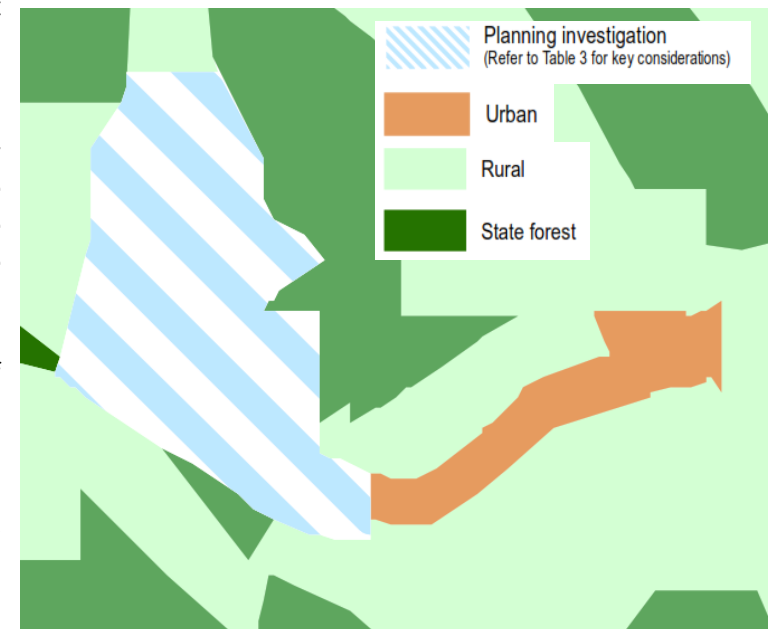 Planning investigation
(Refer to Table 3 for key considerations)
Urban
Rural
State forest